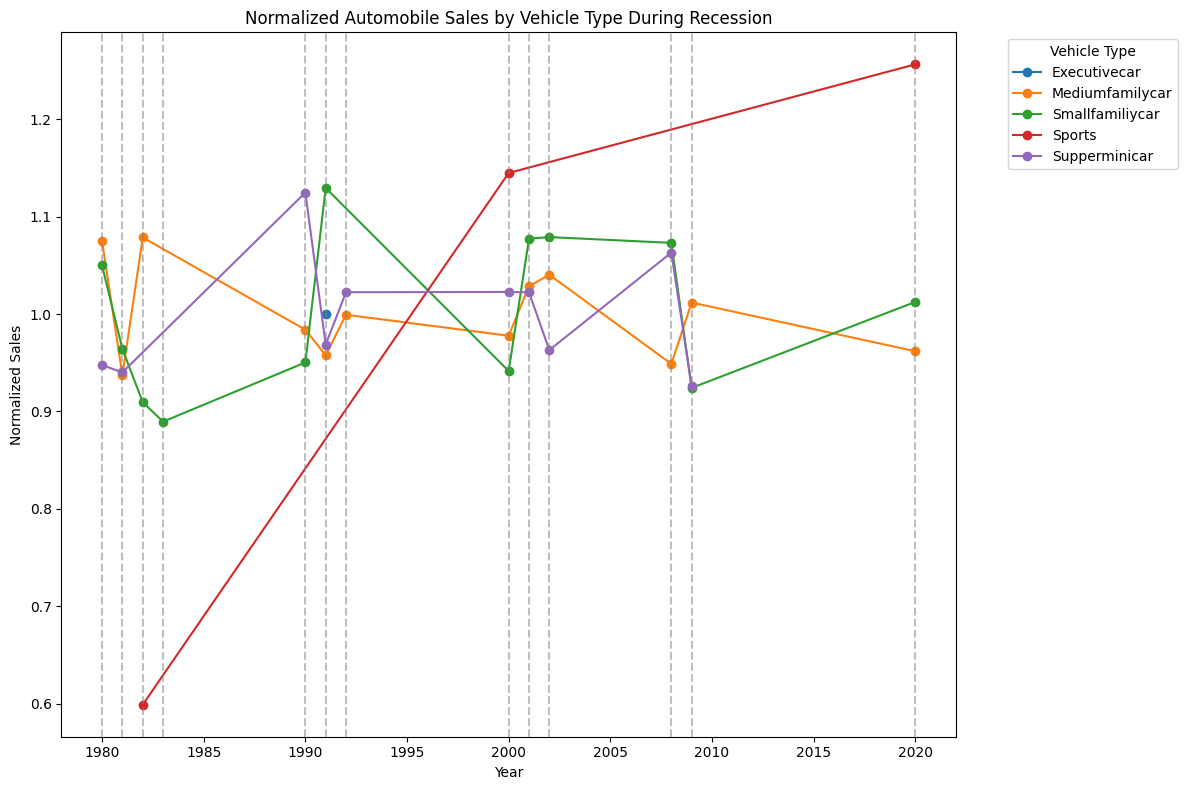 Normalized Automobile Sales by Vehicle Type During Recession
Vehicle Type
Executivecar
Mediumfamilycar
Smallfamiliycar
Sports
Supperminicar
Normalized Sales
1.2
1.1
1.0
0.9
0.8
0.7
0.6
1980 1985 1990 1995 2000 2005 2010 2015 2020
Year